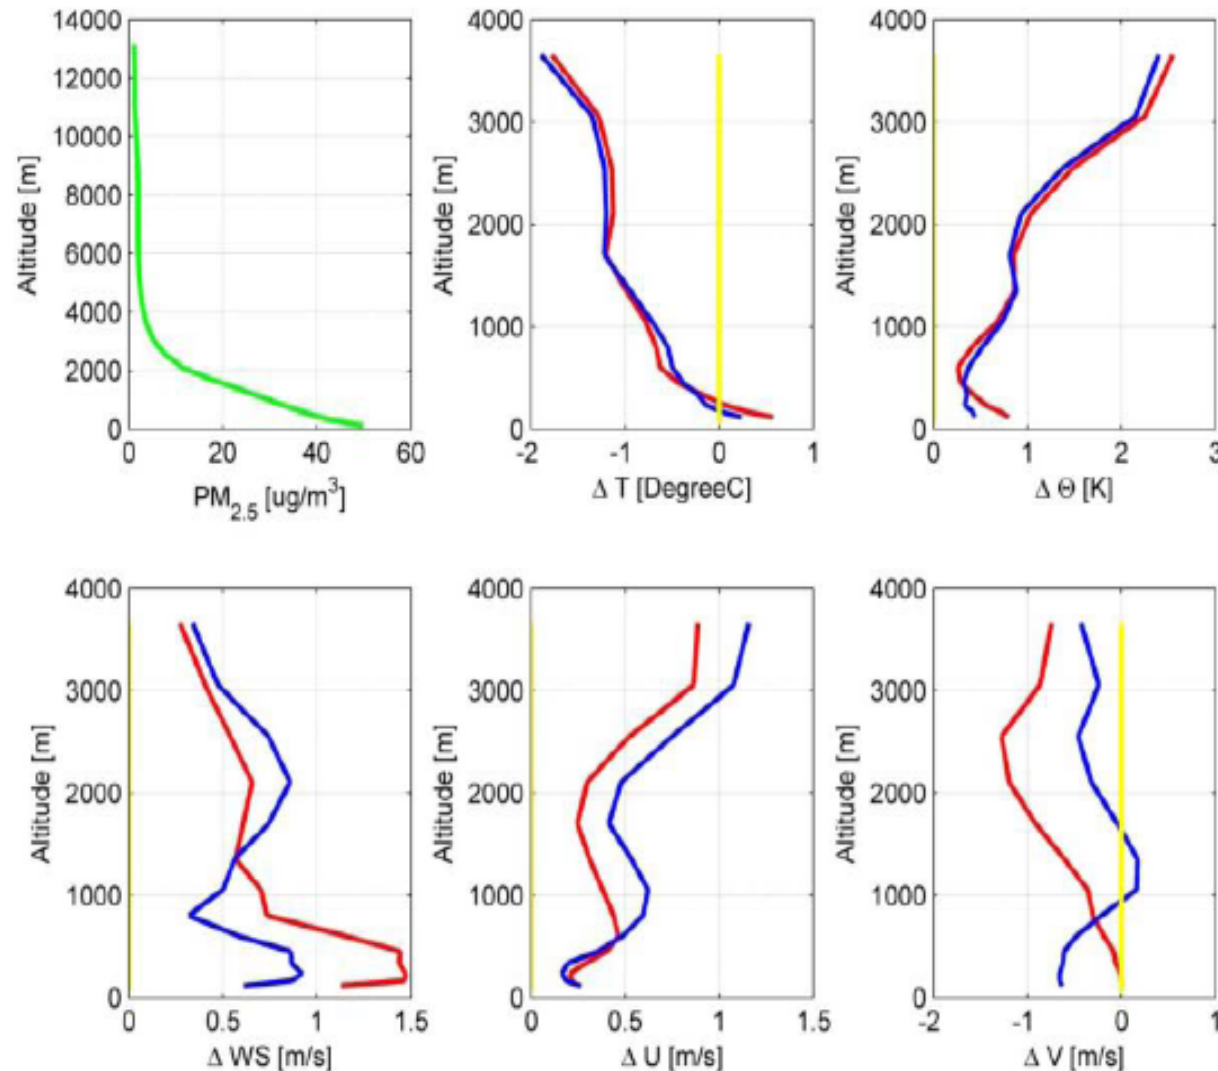 14000
12000
10000
8000
6000
4000
2000
0
Altitude [m]
0 20 40 60
PM2.5 [ug/m3]
4000
3000
2000
1000
0
Altitude [m]
-2 -1 0 1
Δ T [DegreeC]
4000
3000
2000
1000
0
Altitude [m]
0 1 2 3
Δ Θ [K]
4000
3000
2000
1000
0
Altitude [m]
0 0.5 1 1.5
Δ WS [m/s]
4000
3000
2000
1000
0
Altitude [m]
0 0.5 1 1.5
Δ U [m/s]
4000
3000
2000
1000
0
Altitude [m]
-2 -1 0 1
Δ V [m/s]